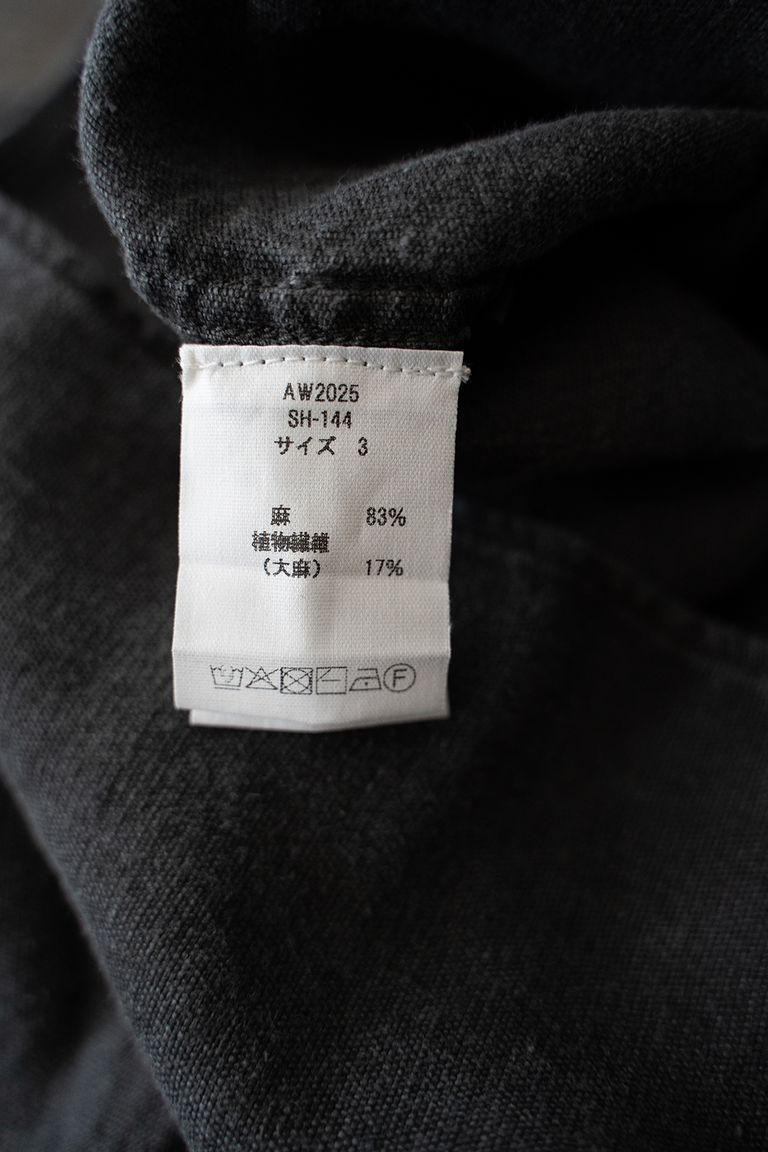 AW2025
SH-144
サイズ 3
麻 83%
植物繊維
（大麻） 17%
F